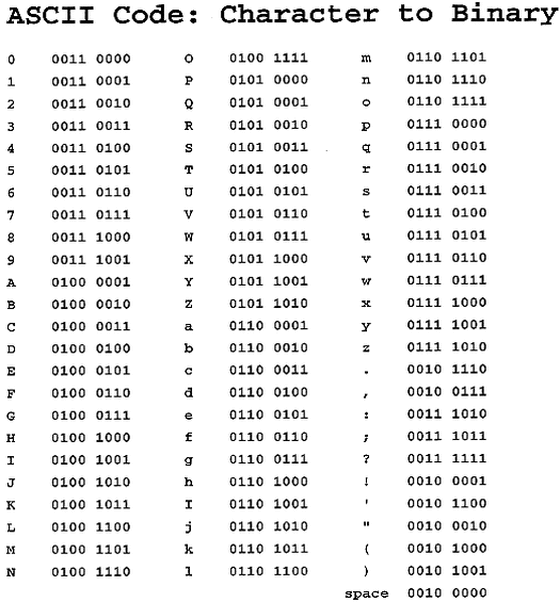 ASCII Code: Character to Binary
0 0011 0000 O 0100 1111 m 0110 1101
1 0011 0001 P 0101 0000 n 0110 1110
2 0011 0010 Q 0101 0001 o 0110 1111
3 0011 0011 R 0101 0010 p 0111 0000
4 0011 0100 S 0101 0011 q 0111 0001
5 0011 0101 T 0101 0100 r 0111 0010
6 0011 0110 U 0101 0101 s 0111 0011
7 0011 0111 V 0101 0110 t 0111 0100
8 0011 1000 W 0101 0111 u 0111 0101
9 0011 1001 X 0101 1000 v 0111 0110
A 0100 0001 Y 0101 1001 w 0111 0111
B 0100 0010 Z 0101 1010 x 0111 1000
C 0100 0011 a 0110 0001 y 0111 1001
D 0100 0100 b 0110 0010 z 0111 1010
E 0100 0101 c 0110 0011 . 0010 1110
F 0100 0110 d 0110 0100 , 0010 0111
G 0100 0111 e 0110 0101 : 0011 1010
H 0100 1000 f 0110 0110 ; 0011 1011
I 0100 1001 g 0110 0111 ? 0011 1111
J 0100 1010 h 0110 1000 ! 0010 0001
K 0100 1011 I 0110 1001 ' 0010 1100
L 0100 1100 j 0110 1010 " 0010 0010
M 0100 1101 k 0110 1011 ( 0010 1000
N 0100 1110 l 0110 1100 ) 0010 1001
space 0010 0000